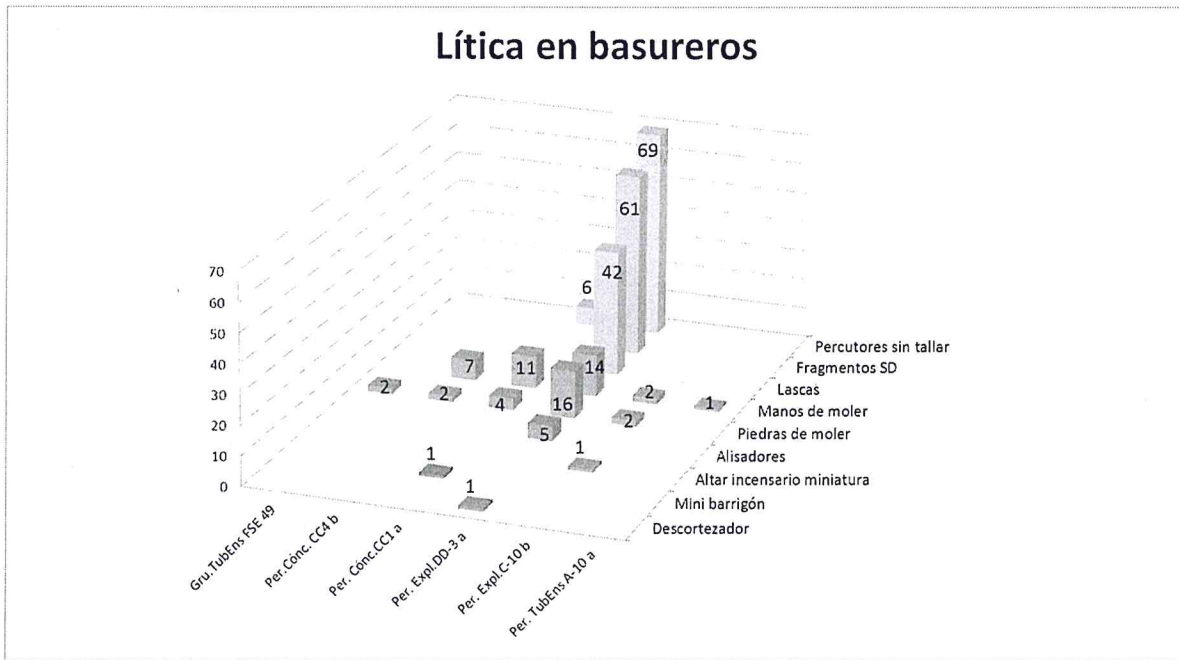 Lítica en basureros
69
61
42
6
7
11
14
2
2
4
16
2
1
5
2
1
1
1
70
60
50
40
30
20
10
0
Percutores sin tallar
Fragmentos SD
Lascas
Manos de moler
Piedras de moler
Alisadores
Altar incensario miniatura
Mini barrigón
Descortezador
Gru.TubEns FSE 49
Per.Cónc. CC4 b
Per. Cónc.CC1 a
Per. Expl.DD-3 a
Per. Expl.C-10 b
Per. TubEns A-10 a